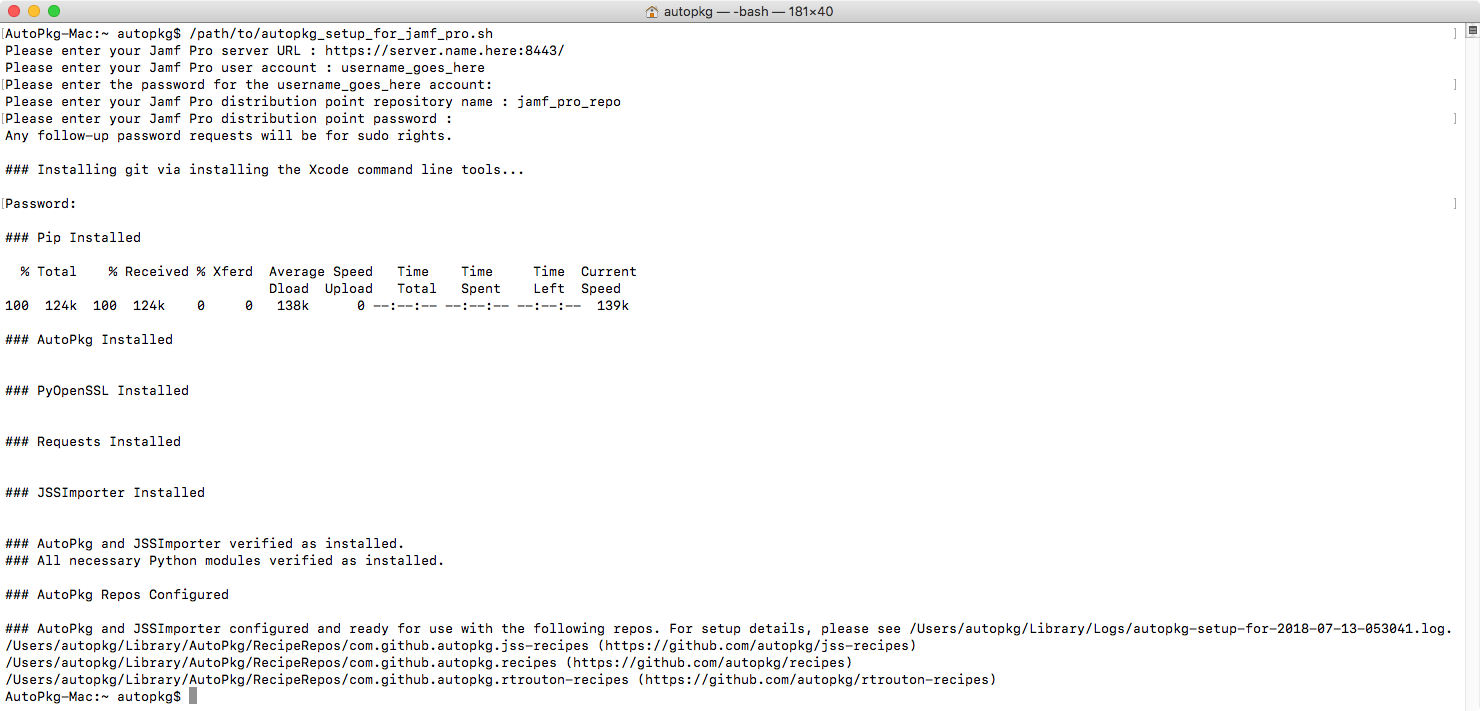 autopkg — -bash — 181×40
AutoPkg-Mac:~ autopkg$ /path/to/autopkg_setup_for_jamf_pro.sh
Please enter your Jamf Pro server URL : https://server.name.here:8443/
Please enter your Jamf Pro user account : username_goes_here
Please enter the password for the username_goes_here account:
Please enter your Jamf Pro distribution point repository name : jamf_pro_repo
Please enter your Jamf Pro distribution point password :
Any follow-up password requests will be for sudo rights.
### Installing git via installing the Xcode command line tools...
Password:
### Pip Installed
  % Total    % Received % Xferd  Average Speed   Time    Time     Time  Current
                                 Dload  Upload   Total   Spent    Left  Speed
100  124k  100  124k    0     0   138k      0 --:--:-- --:--:-- --:--:--  139k
### AutoPkg Installed
### PyOpenSSL Installed
### Requests Installed
### JSSImporter Installed
### AutoPkg and JSSImporter verified as installed.
### All necessary Python modules verified as installed.
### AutoPkg Repos Configured
### AutoPkg and JSSImporter configured and ready for use with the following repos. For setup details, please see /Users/autopkg/Library/Logs/autopkg-setup-for-2018-07-13-053041.log.
/Users/autopkg/Library/AutoPkg/RecipeRepos/com.github.autopkg.jss-recipes (https://github.com/autopkg/jss-recipes)
/Users/autopkg/Library/AutoPkg/RecipeRepos/com.github.autopkg.recipes (https://github.com/autopkg/recipes)
/Users/autopkg/Library/AutoPkg/RecipeRepos/com.github.autopkg.rtrouton-recipes (https://github.com/autopkg/rtrouton-recipes)
AutoPkg-Mac:~ autopkg$